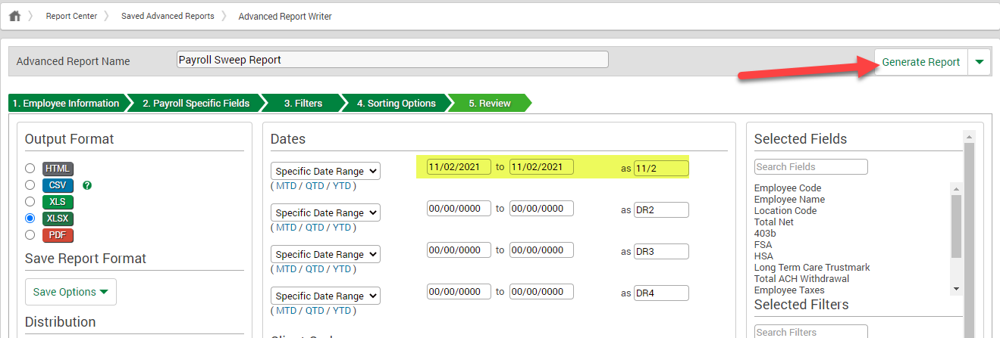 Report Center Saved Advanced Reports Advanced Report Writer
Advanced Report Name Payroll Sweep Report Generate Report
1. Employee Information 2. Payroll Specific Fields 3. Filters 4. Sorting Options 5. Review
Output Format
HTML
CSV ?
XLS
XLSX
PDF
Save Report Format
Save Options
Distribution
Dates
Specific Date Range 11/02/2021 to 11/02/2021 as 11/2
( MTD / QTD / YTD )
Specific Date Range 00/00/0000 to 00/00/0000 as DR2
( MTD / QTD / YTD )
Specific Date Range 00/00/0000 to 00/00/0000 as DR3
( MTD / QTD / YTD )
Specific Date Range 00/00/0000 to 00/00/0000 as DR4
( MTD / QTD / YTD )
Selected Fields
Search Fields
Employee Code
Employee Name
Location Code
Total Net
403b
FSA
HSA
Long Term Care Trustmark
Total ACH Withdrawal
Employee Taxes
Selected Filters
Search Filters